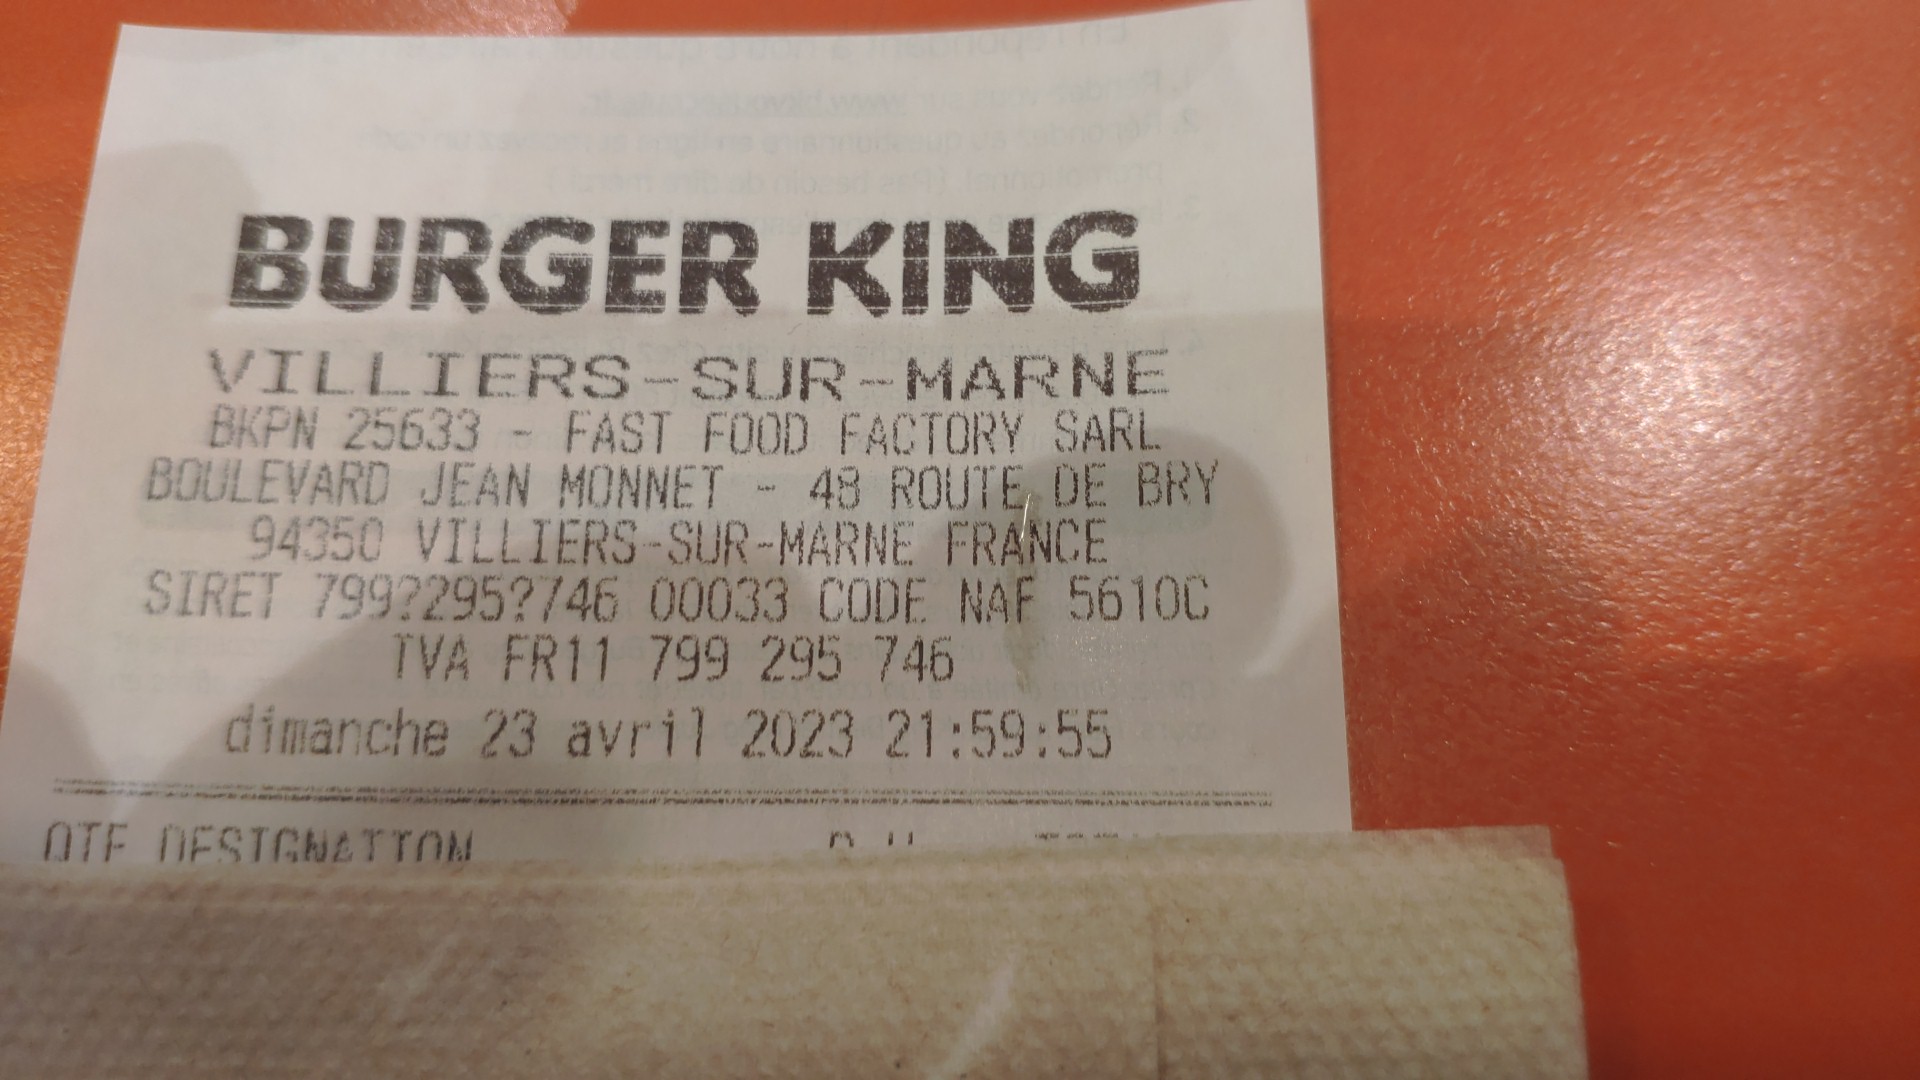 BURGER KING
VILLIERS-SUR-MARNE
BKPN 25633 - FAST FOOD FACTORY SARL
BOULEVARD JEAN MONNET - 48 ROUTE DE BRY
94350 VILLIERS-SUR-MARNE FRANCE
SIRET 799?295?746 00033 CODE NAF 5610C
TVA FR11 799 295 746
dimanche 23 avril 2023 21:59:55
QTE DESIGNATION